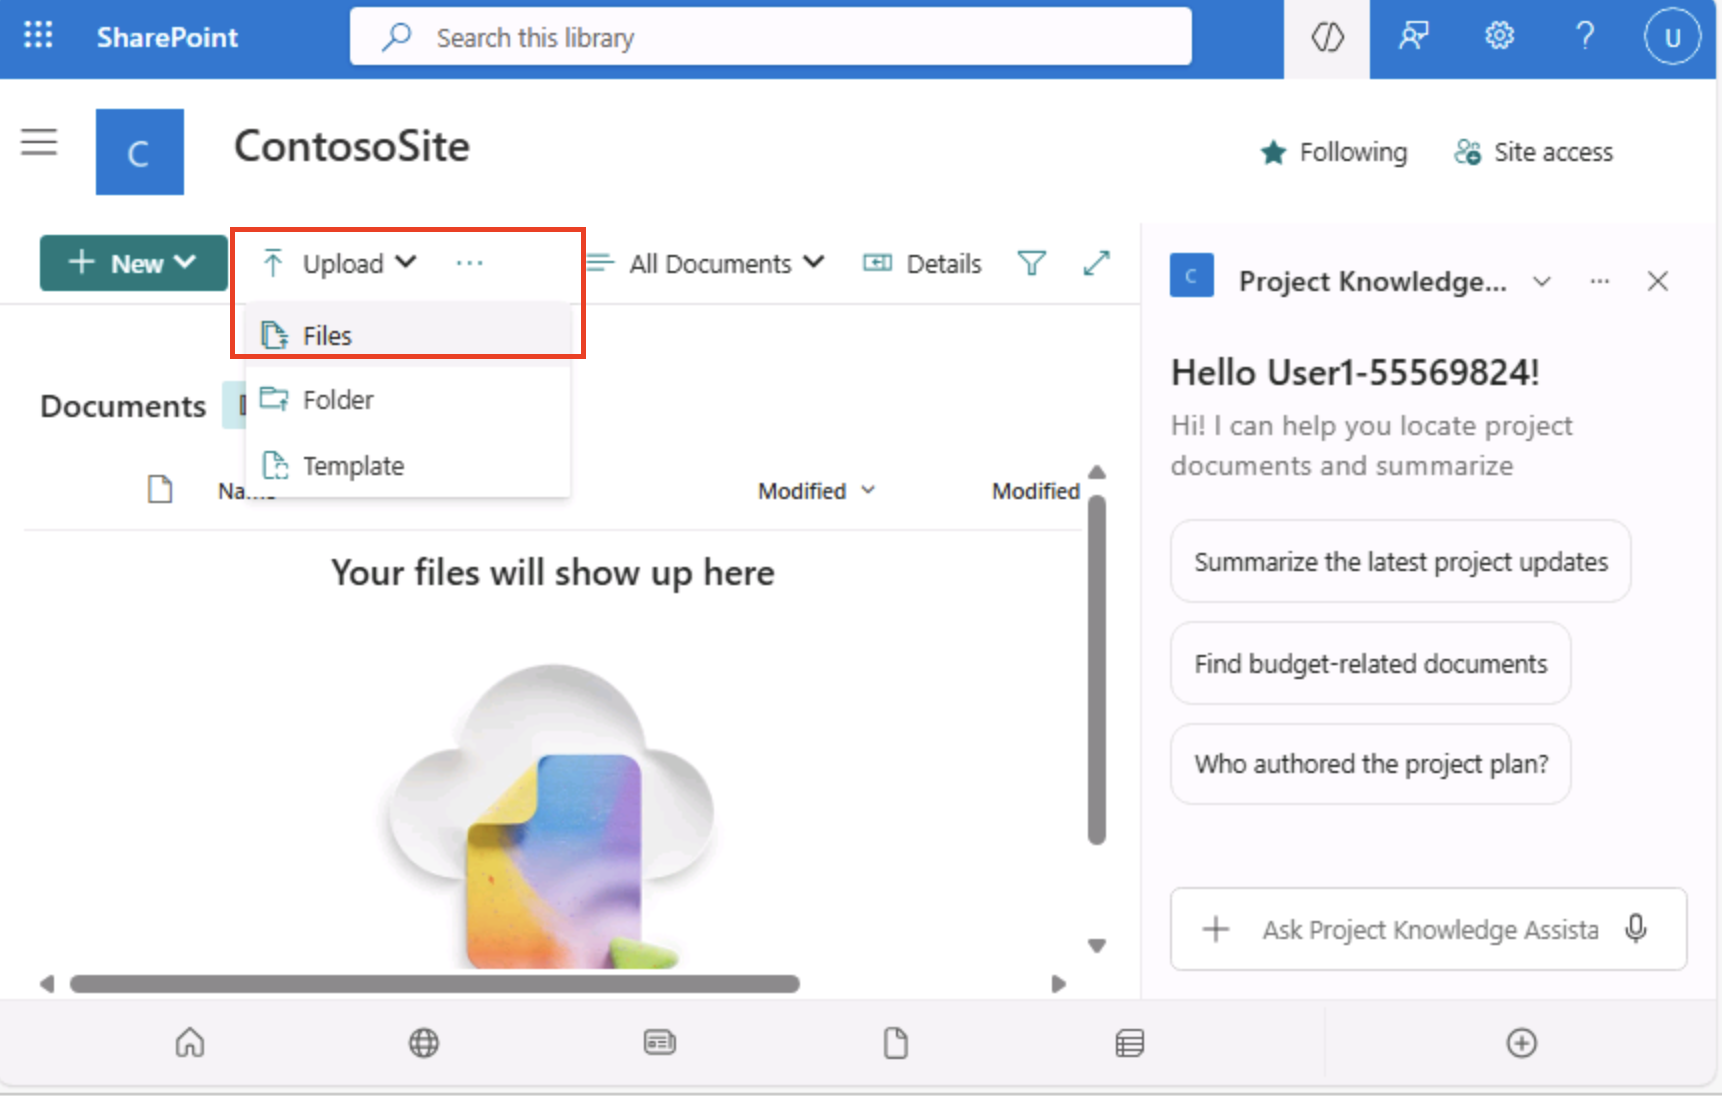 SharePoint
Search this library
U
C
ContosoSite
Following
Site access
New
Upload
...
All Documents
Details
C
Project Knowledge...
...
Files
Hello User1-55569824!
Documents
Folder
Hi! I can help you locate project
documents and summarize
Template
Modified
Modified
Summarize the latest project updates
Your files will show up here
Find budget-related documents
Who authored the project plan?
Ask Project Knowledge Assista